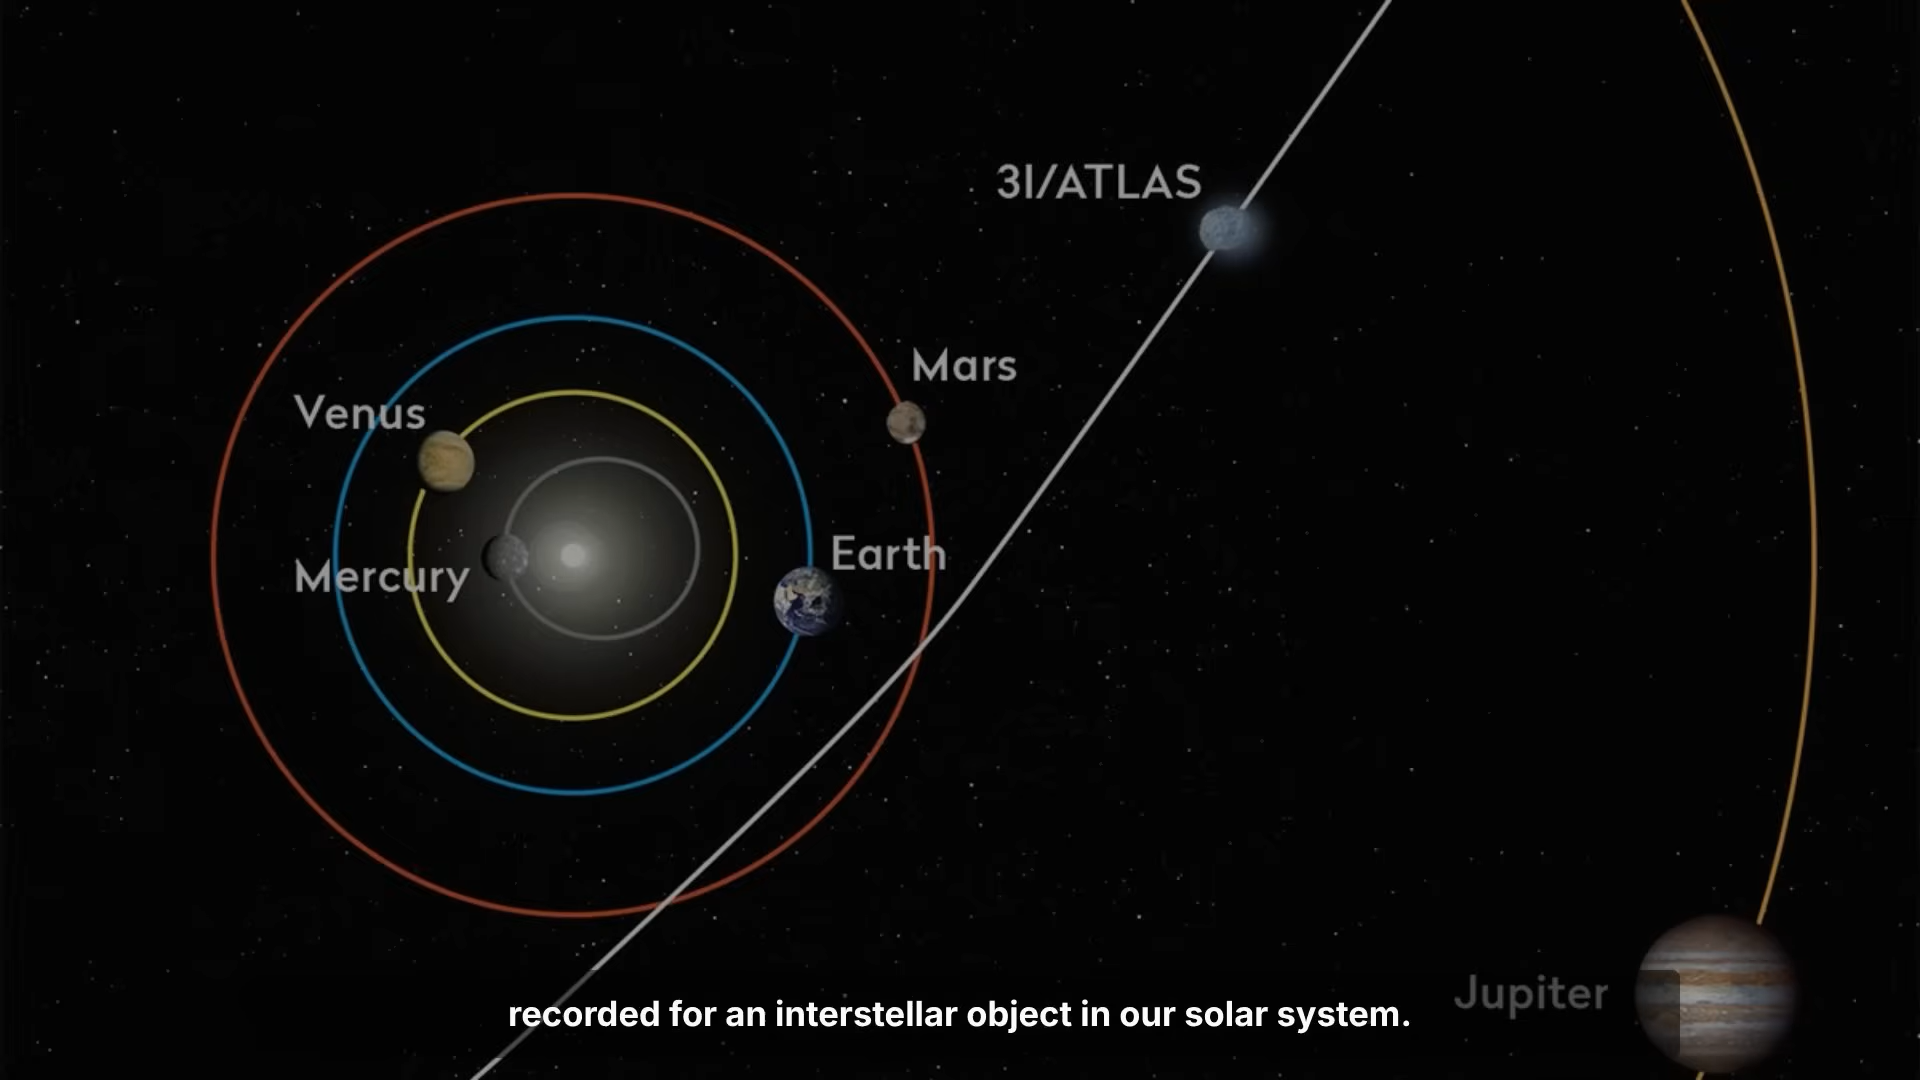 3I/ATLAS
Mars
Venus
Earth
Mercury
Jupiter
recorded for an interstellar object in our solar system.